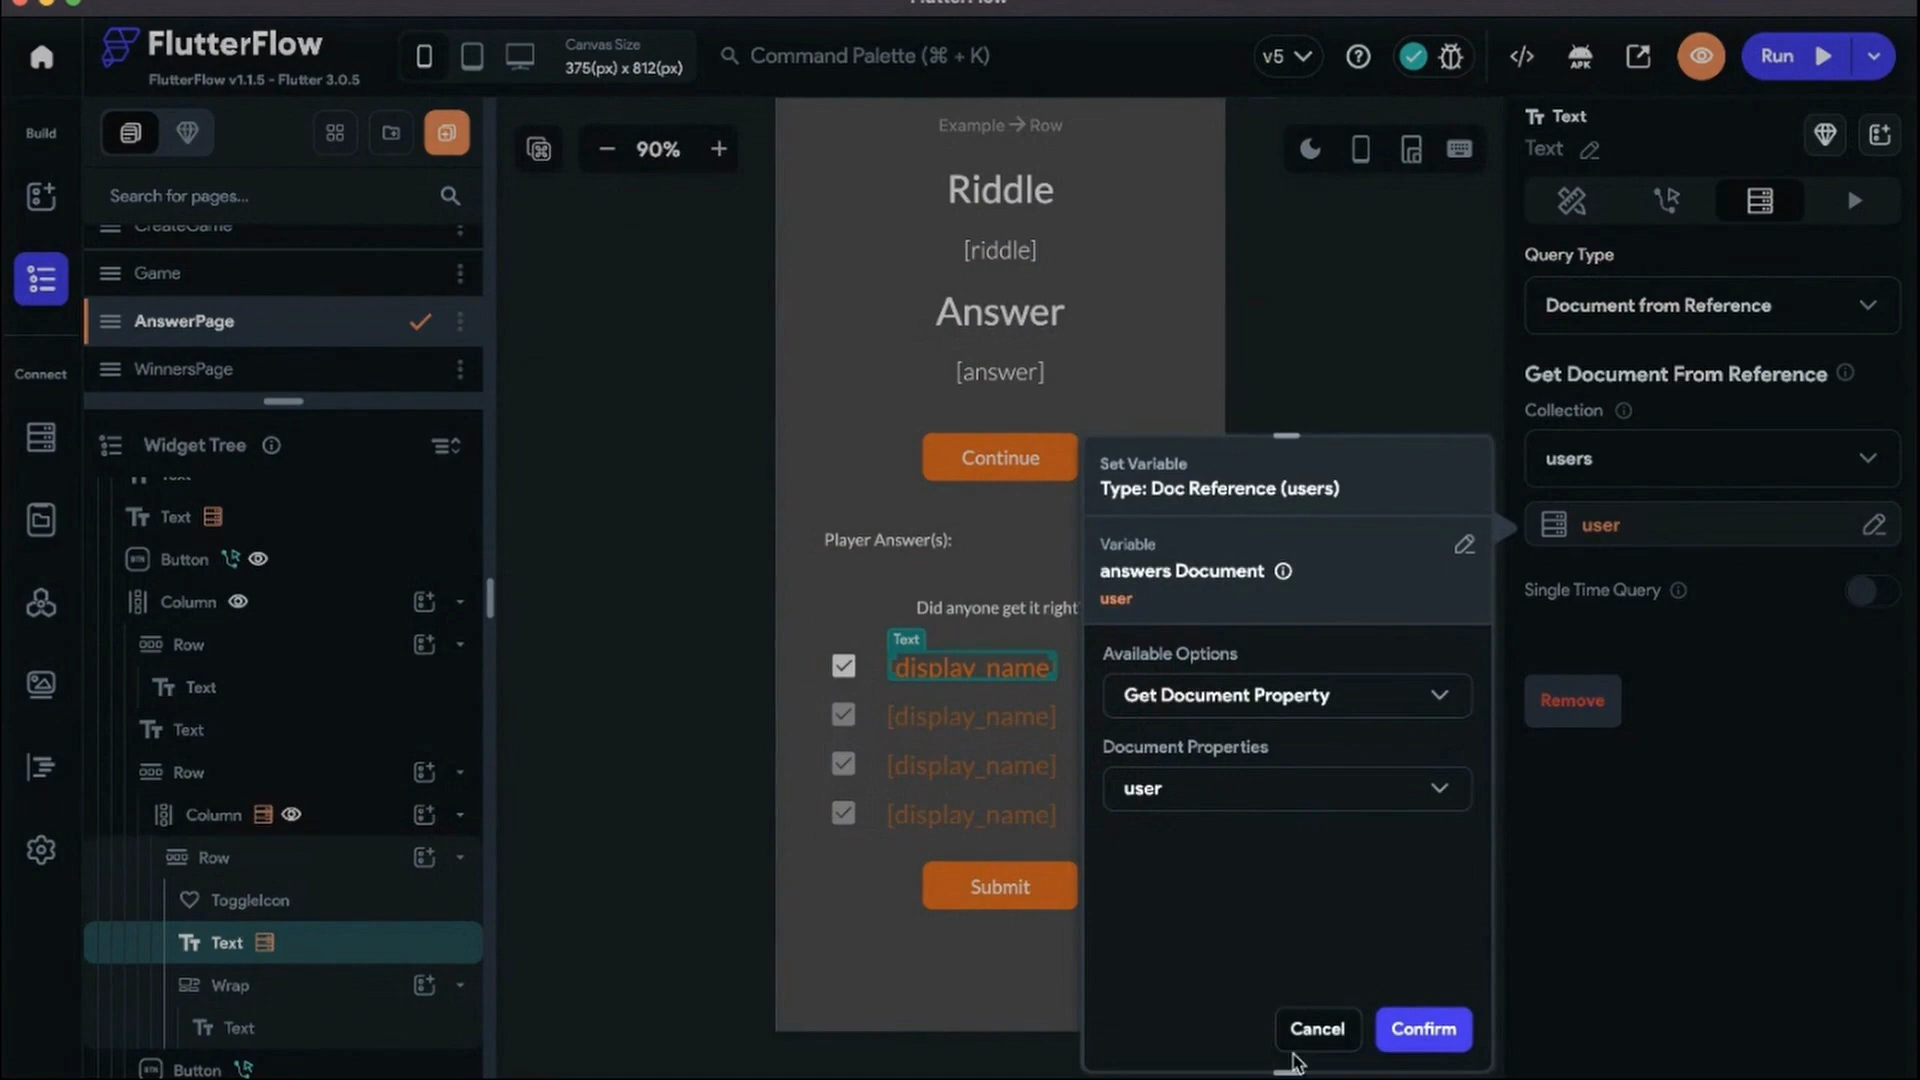 FlutterFlow
FlutterFlow
FlutterFlow v1.1.5 - Flutter 3.0.5
Canvas Size
375(px) x 812(px)
Command Palette (⌘ + K)
v5
APK
Run
Build
Search for pages...
CreateGame
Game
AnswerPage
WinnersPage
Connect
Widget Tree
Text
Text
Button
Column
Row
Text
Text
Row
Column
Row
ToggleIcon
Text
Wrap
Text
Button
90%
Example → Row
Riddle
[riddle]
Answer
[answer]
Continue
Player Answer(s):
Did anyone get it right
Text
[display_name]
[display_name]
[display_name]
[display_name]
Submit
Set Variable
Type: Doc Reference (users)
Variable
answers Document
user
Available Options
Get Document Property
Document Properties
user
Cancel
Confirm
Text
Text
Query Type
Document from Reference
Get Document From Reference
Collection
users
user
Single Time Query
Remove